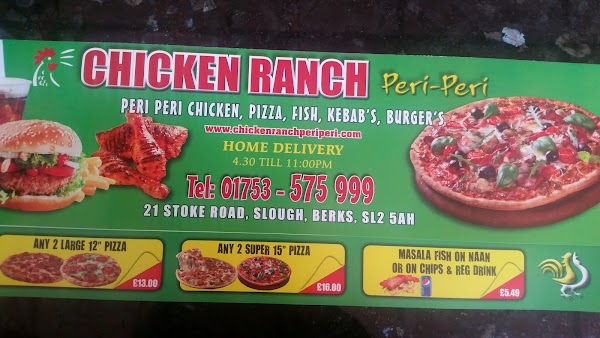 CHICKEN RANCH Peri-Peri
PERI PERI CHICKEN, PIZZA, FISH, KEBAB'S, BURGER'S
www.chickenranchperiperi.com
HOME DELIVERY
4.30 TILL 11:00PM
Tel: 01753 - 575 999
21 STOKE ROAD, SLOUGH, BERKS, SL2 5AH
ANY 2 LARGE 12" PIZZA
£13.00
ANY 2 SUPER 15" PIZZA
£16.00
MASALA FISH ON NAAN
OR ON CHIPS & REG DRINK
£5.49